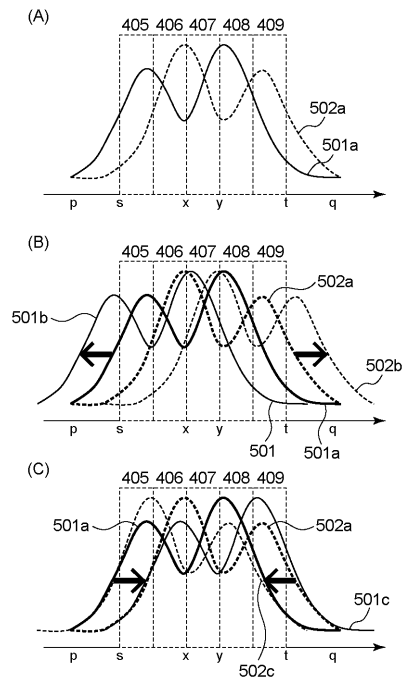 (A)
405 406 407 408 409
502a
501a
p s x y t q
(B)
405 406 407 408 409
502a
501b
502b
p s x y 501 t 501a q
(C)
405 406 407 408 409
501a 502a
501c
p s x y 502c t q